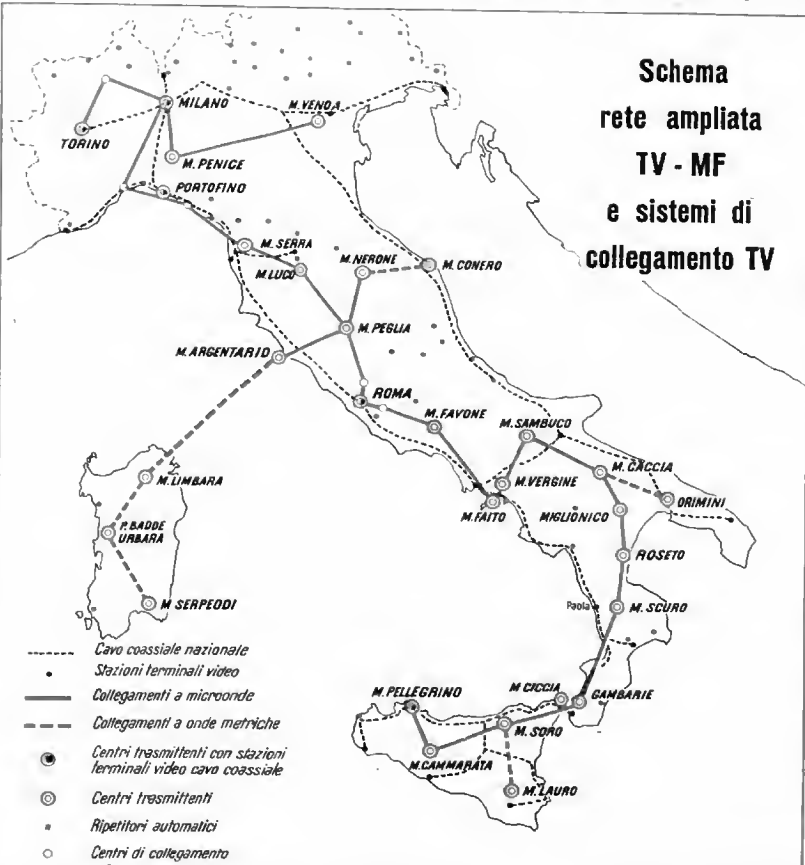 Schema
rete ampliata
TV - MF
e sistemi di
collegamento TV
MILANO
M. VENDA
TORINO
M. PENICE
PORTOFINO
M. SERRA
M. LUCO
M. NERONE
M. CONERO
M. PEGLIA
M. ARGENTARIO
ROMA
M. FAVONE
M. SAMBUCO
M. CACCIA
M. VERGINE
ORIMINI
M. FAITO
MIGLIONICO
M. LIMBARA
P. BADDE
URBARA
ROSETO
M. SERPEDDI
Paola
M. SCURO
M. PELLEGRINO
M. CICCIA
GAMBARIE
M. SORO
M. CAMMARATA
M. LAURO
Cavo coassiale nazionale
Stazioni terminali video
Collegamenti a microonde
Collegamenti a onde metriche
Centri trasmittenti con stazioni
terminali video cavo coassiale
Centri trasmittenti
Ripetitori automatici
Centri di collegamento